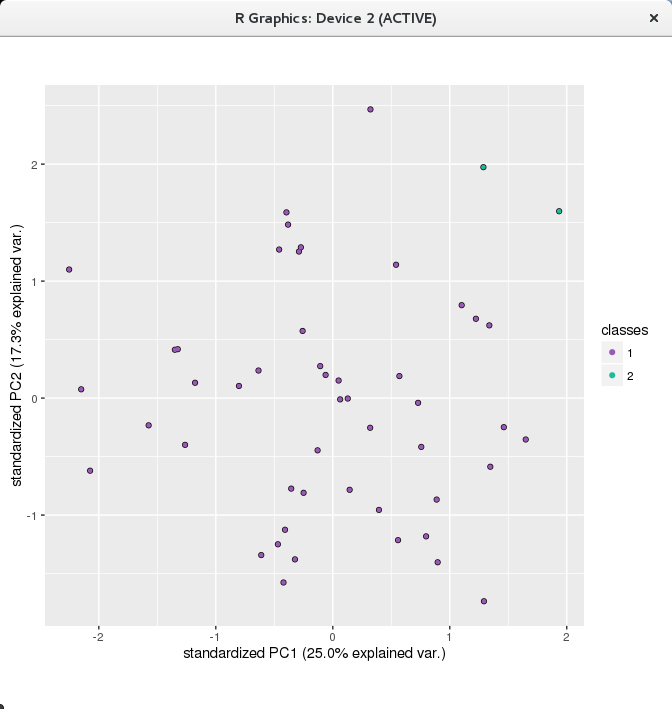 R Graphics: Device 2 (ACTIVE)
standardized PC2 (17.3% explained var.)
2
1
0
-1
-2
-1
0
1
2
standardized PC1 (25.0% explained var.)
classes
1
2